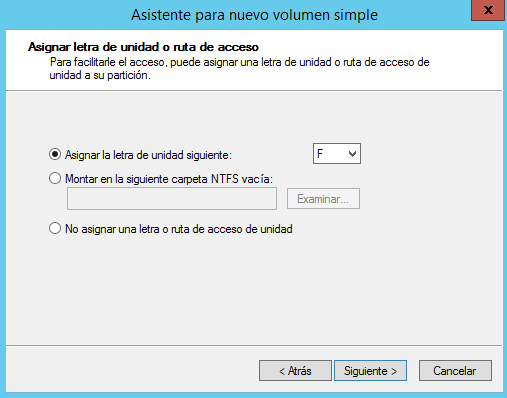 Asistente para nuevo volumen simple
x
Asignar letra de unidad o ruta de acceso
Para facilitarle el acceso, puede asignar una letra de unidad o ruta de acceso de
unidad a su partición.
Asignar la letra de unidad siguiente: F
Montar en la siguiente carpeta NTFS vacía:
Examinar...
No asignar una letra o ruta de acceso de unidad
< Atrás Siguiente > Cancelar